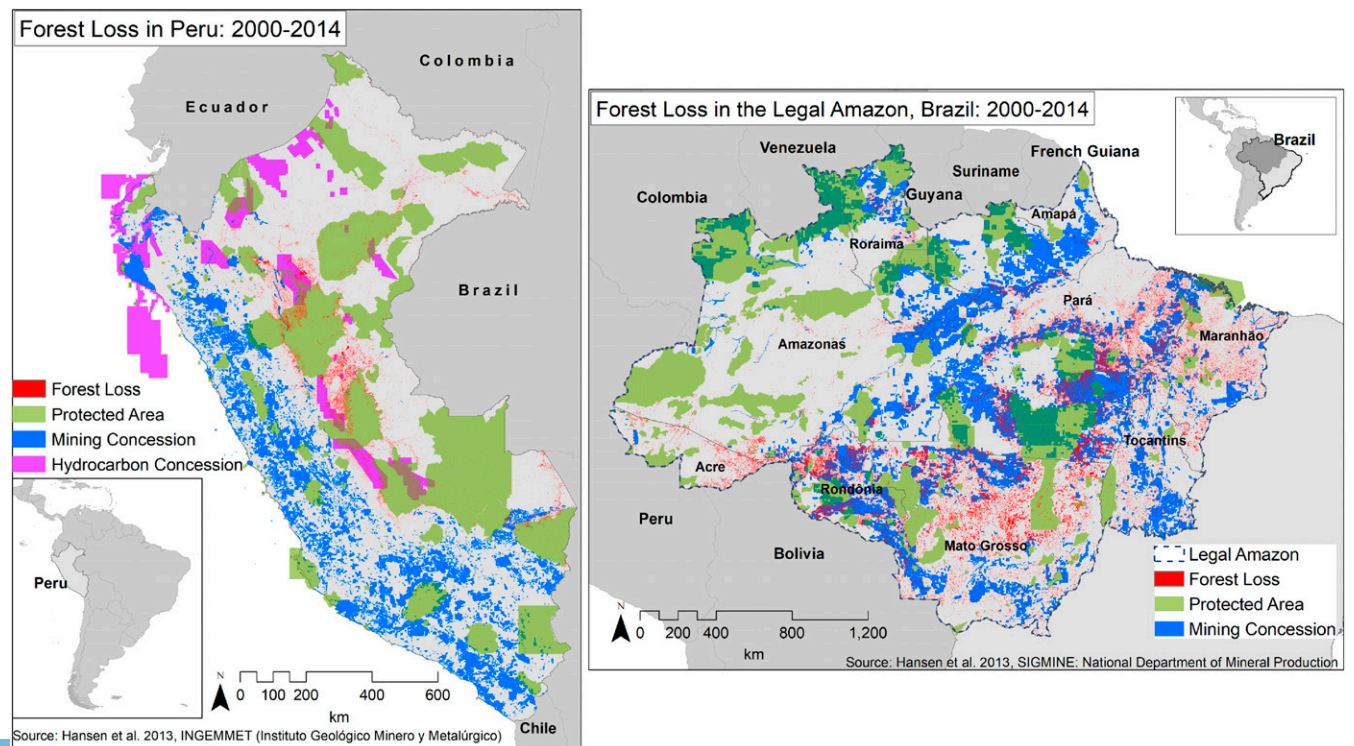 Forest Loss in Peru: 2000-2014
Colombia
Ecuador
Brazil
Forest Loss
Protected Area
Mining Concession
Hydrocarbon Concession
Peru
N
0 100 200 400 600
km
Chile
Source: Hansen et al. 2013, INGEMMET (Instituto Geológico Minero y Metalúrgico)
Forest Loss in the Legal Amazon, Brazil: 2000-2014
Brazil
Venezuela
Suriname
French Guiana
Colombia
Guyana
Amapá
Roraima
Pará
Maranhão
Amazonas
Tocantins
Acre
Rondônia
Peru
Mato Grosso
Bolivia
Legal Amazon
Forest Loss
Protected Area
Mining Concession
N
0 200 400 800 1,200
km
Source: Hansen et al. 2013, SIGMINE: National Department of Mineral Production